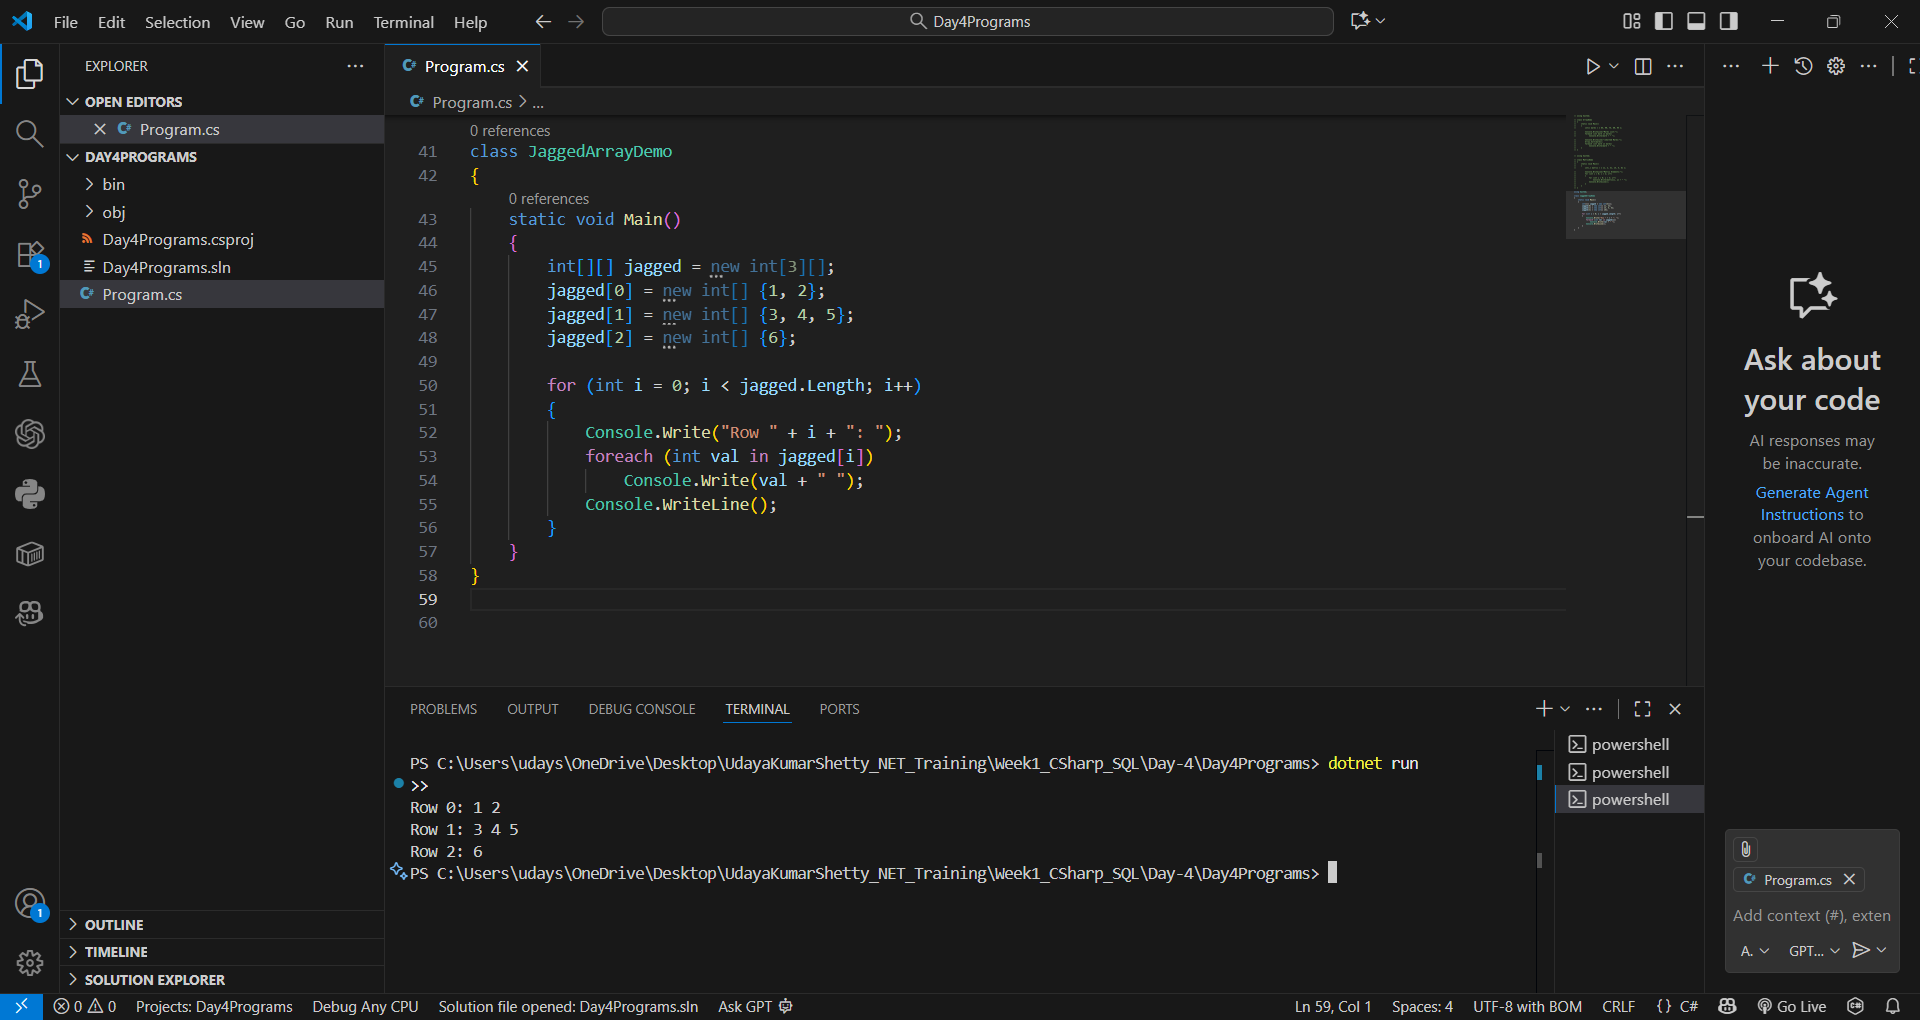 File Edit Selection View Go Run Terminal Help
Day4Programs
EXPLORER
OPEN EDITORS
Program.cs
DAY4PROGRAMS
bin
obj
Day4Programs.csproj
Day4Programs.sln
Program.cs
OUTLINE
TIMELINE
SOLUTION EXPLORER
1
1
Program.cs
Program.cs > ...
0 references
41 class JaggedArrayDemo
42 {
0 references
43 static void Main()
44 {
45 int[][] jagged = new int[3][];
46 jagged[0] = new int[] {1, 2};
47 jagged[1] = new int[] {3, 4, 5};
48 jagged[2] = new int[] {6};
49
50 for (int i = 0; i < jagged.Length; i++)
51 {
52 Console.Write("Row " + i + ": ");
53 foreach (int val in jagged[i])
54 Console.Write(val + " ");
55 Console.WriteLine();
56 }
57 }
58 }
59
60
PROBLEMS OUTPUT DEBUG CONSOLE TERMINAL PORTS
PS C:\Users\udays\OneDrive\Desktop\UdayaKumarShetty_NET_Training\Week1_CSharp_SQL\Day-4\Day4Programs> dotnet run
>>
Row 0: 1 2
Row 1: 3 4 5
Row 2: 6
PS C:\Users\udays\OneDrive\Desktop\UdayaKumarShetty_NET_Training\Week1_CSharp_SQL\Day-4\Day4Programs>
powershell
powershell
powershell
Ask about
your code
AI responses may
be inaccurate.
Generate Agent
Instructions to
onboard AI onto
your codebase.
Program.cs
Add context (#), exten
A. GPT...
0 0 Projects: Day4Programs Debug Any CPU Solution file opened: Day4Programs.sln Ask GPT Ln 59, Col 1 Spaces: 4 UTF-8 with BOM CRLF {} C# Go Live